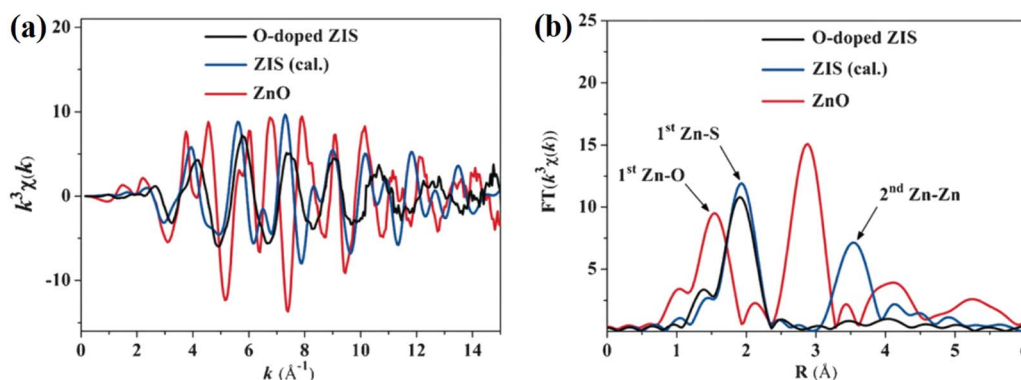 (a)
20
10
0
-10
k³χ(k)
O-doped ZIS
ZIS (cal.)
ZnO
0 2 4 6 8 10 12 14
k (Å⁻¹)
(b)
25
20
15
10
5
0
FT(k³χ(k))
O-doped ZIS
ZIS (cal.)
ZnO
1ˢᵗ Zn-S
1ˢᵗ Zn-O
2ⁿᵈ Zn-Zn
0 1 2 3 4 5 6
R (Å)